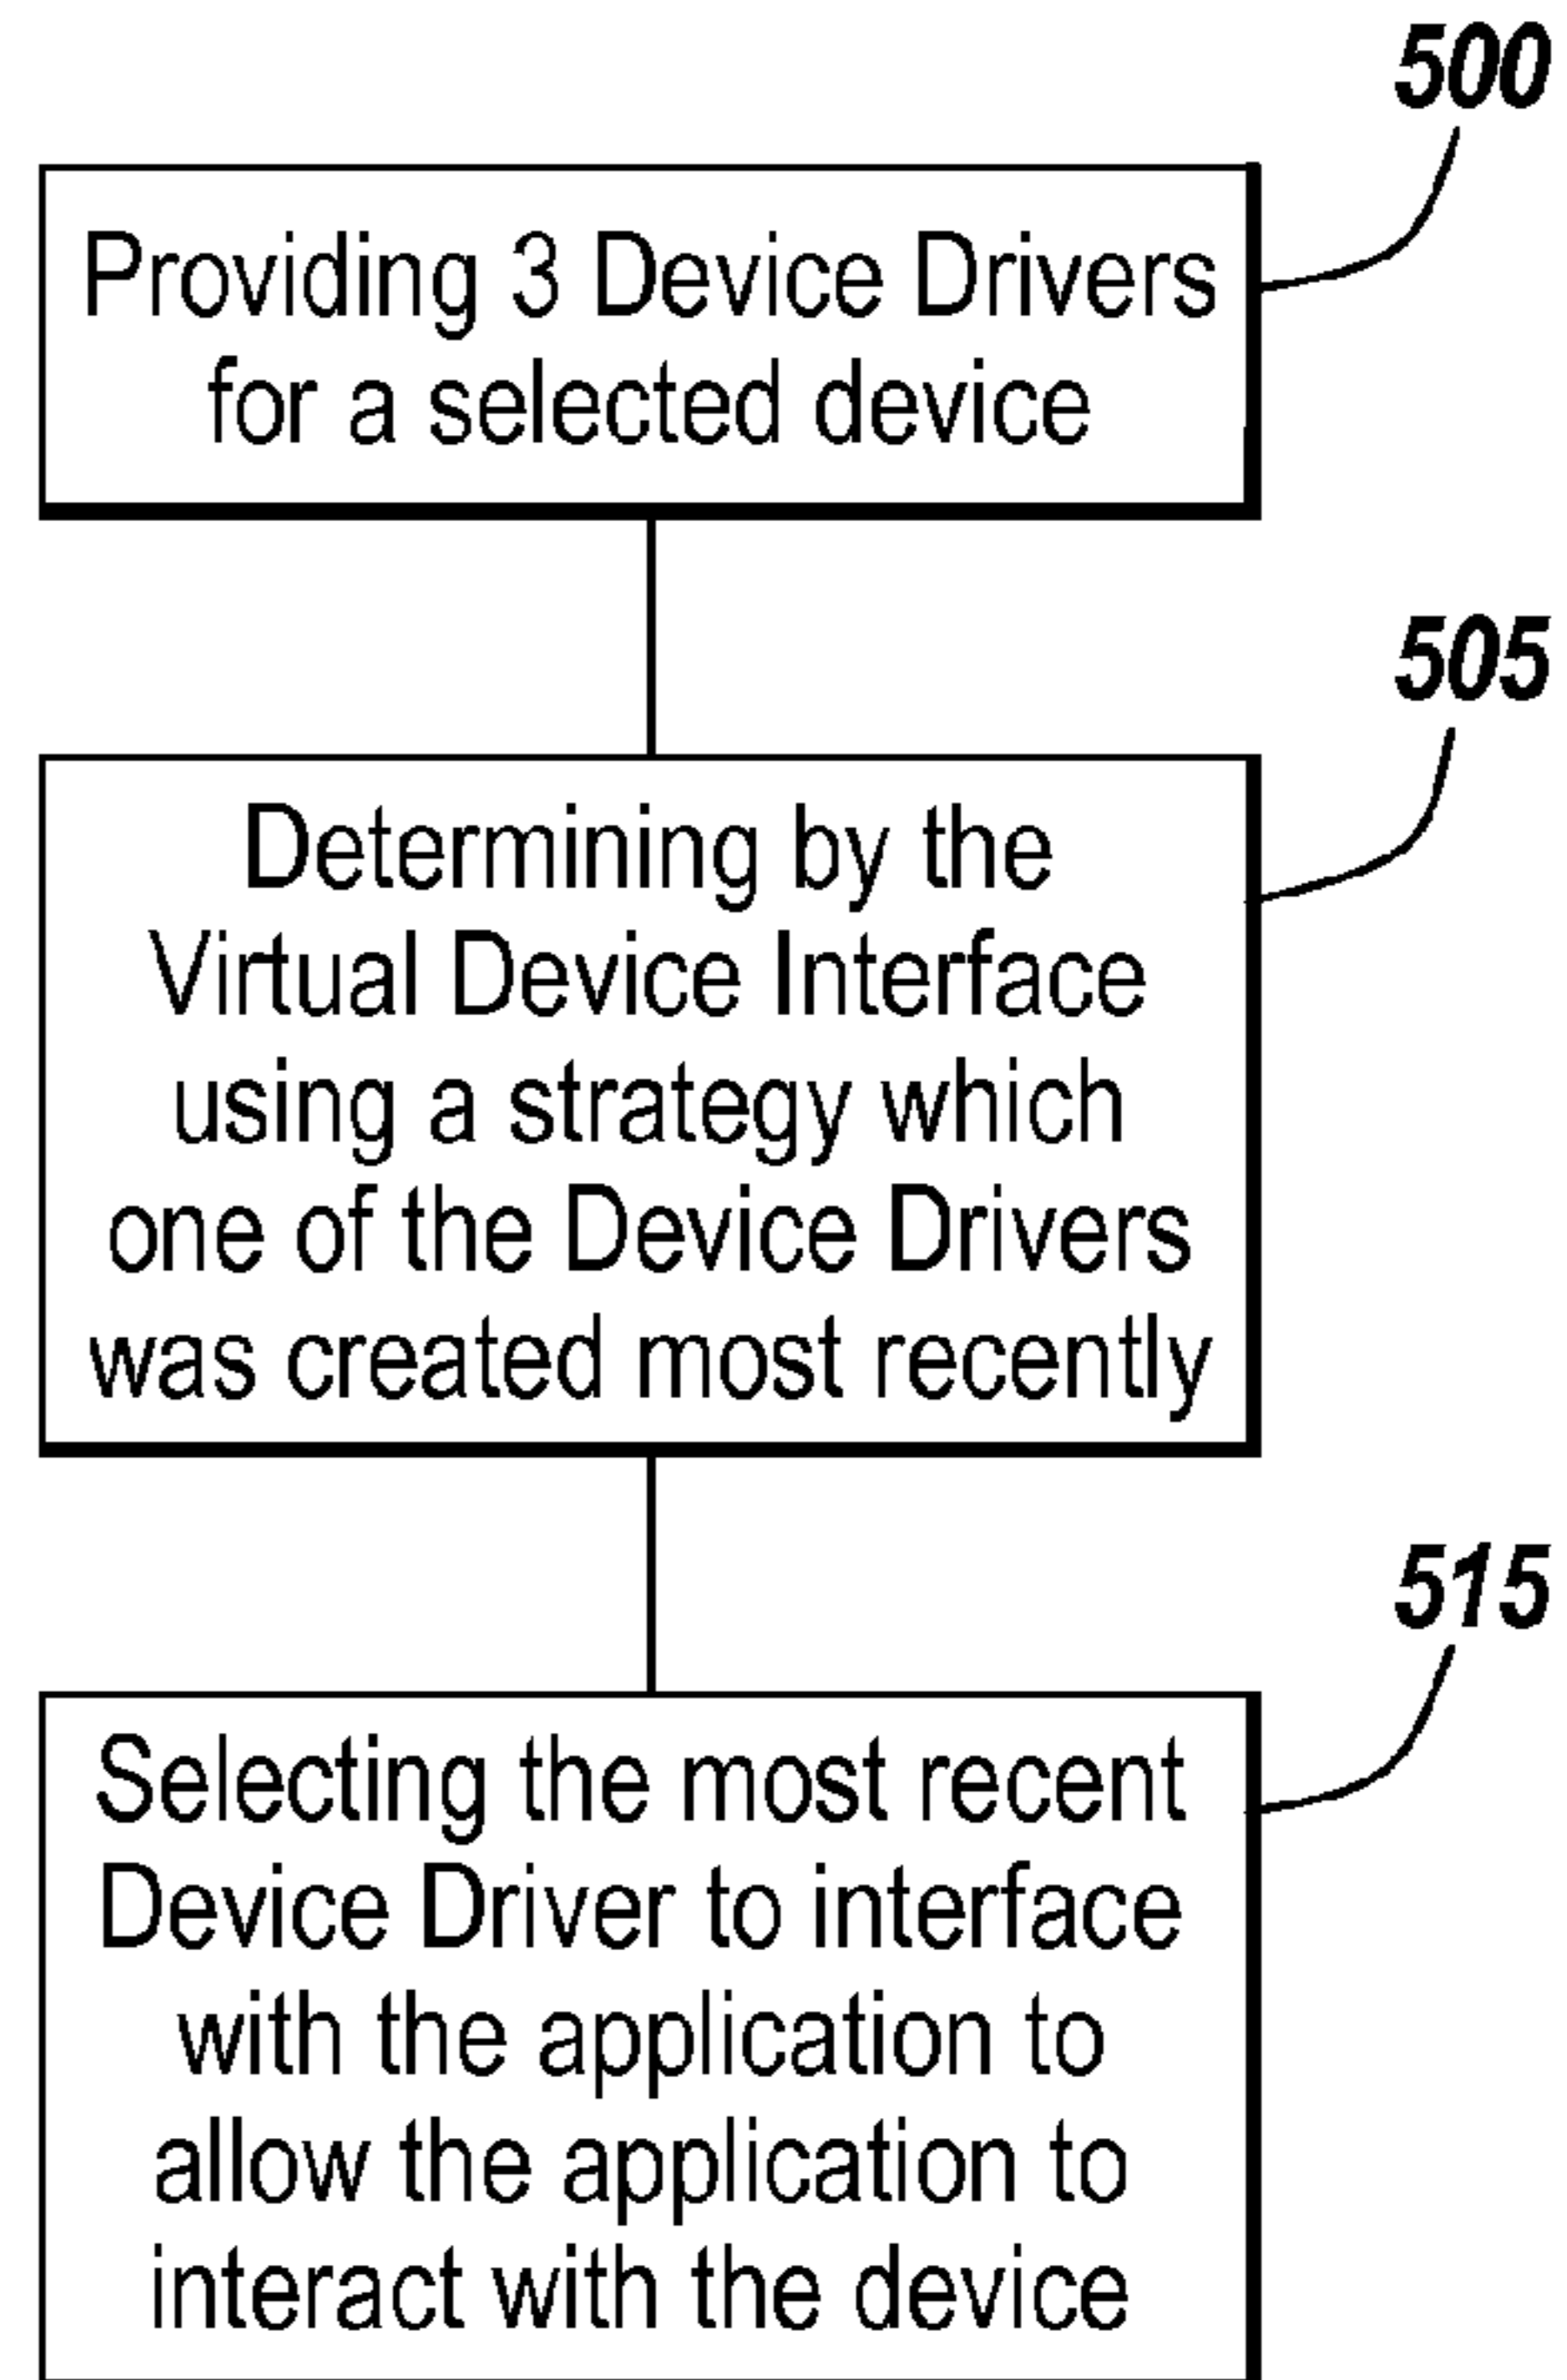 500
Providing 3 Device Drivers
for a selected device
505
Determining by the
Virtual Device Interface
using a strategy which
one of the Device Drivers
was created most recently
515
Selecting the most recent
Device Driver to interface
with the application to
allow the application to
interact with the device